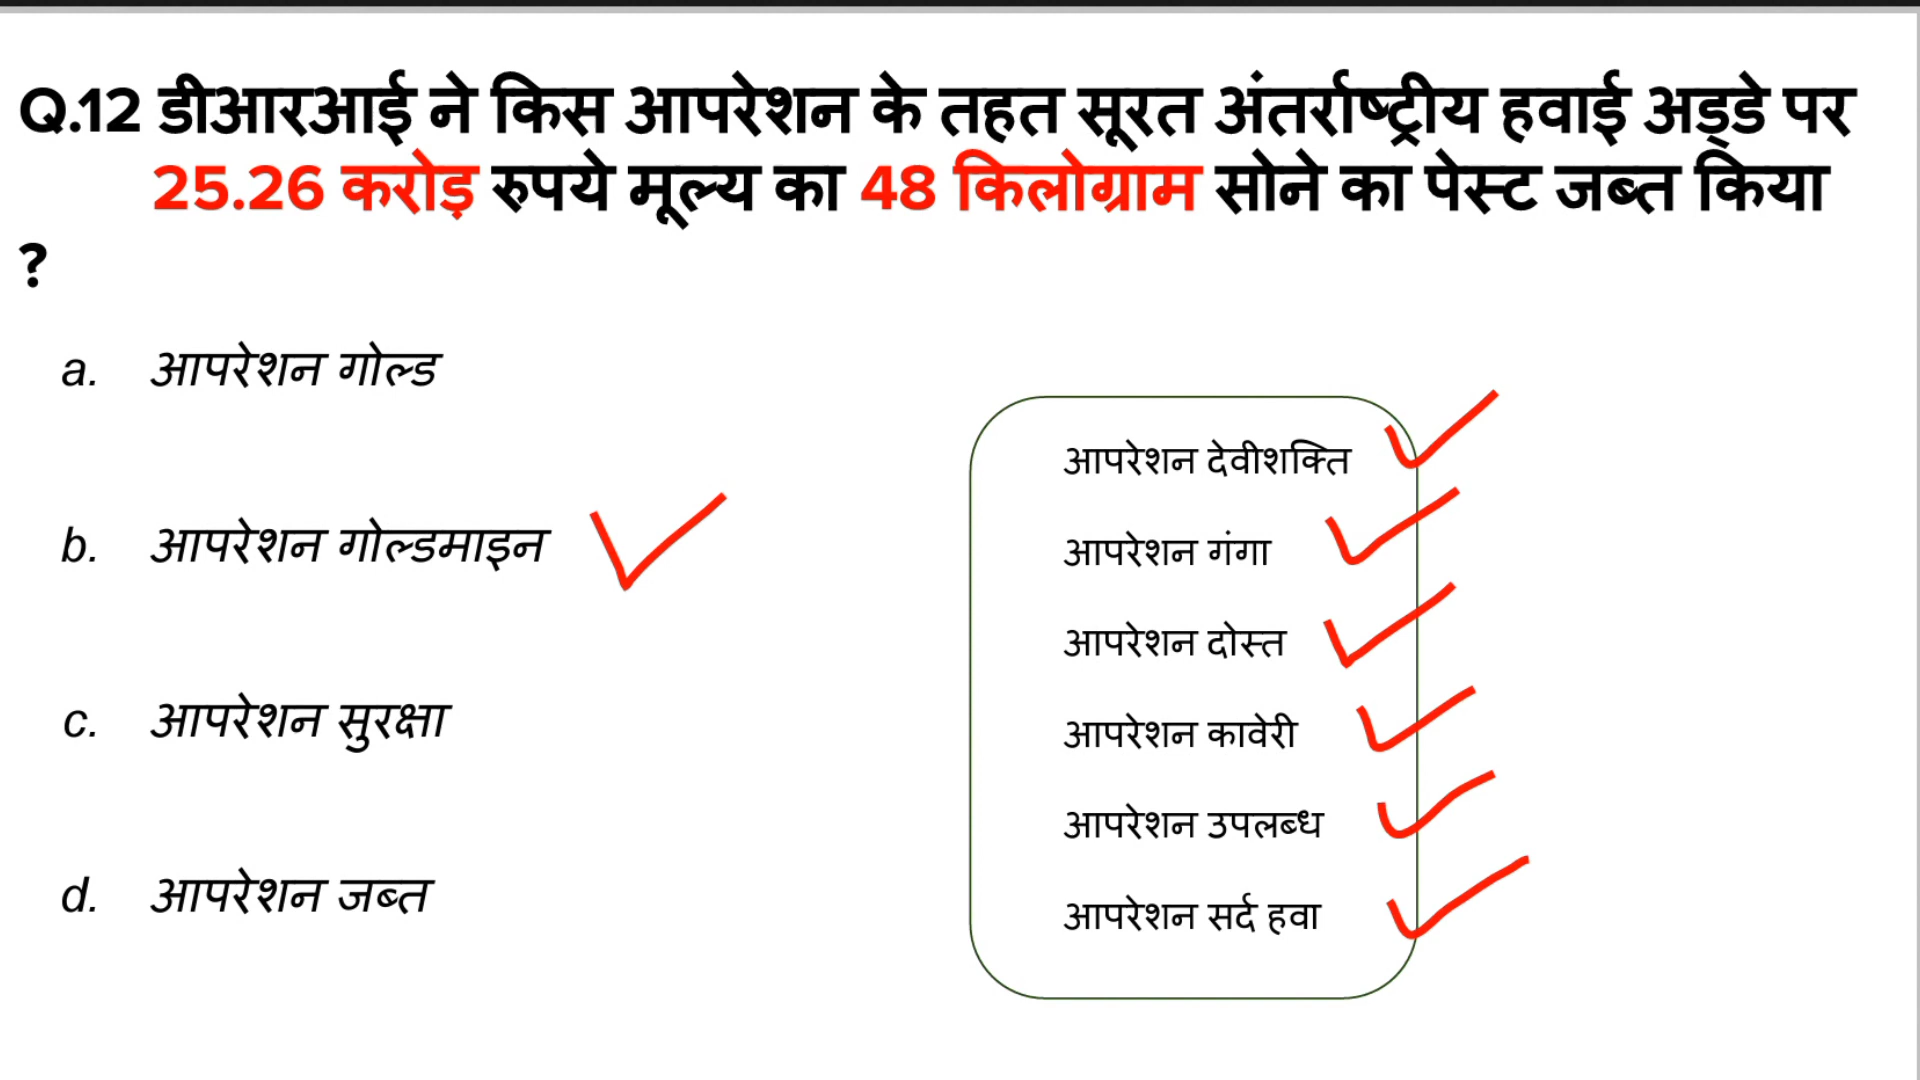 Q.12 डीआरआई ने किस आपरेशन के तहत सूरत अंतर्राष्ट्रीय हवाई अड्डे पर
25.26 करोड़ रुपये मूल्य का 48 किलोग्राम सोने का पेस्ट जब्त किया
?
a. आपरेशन गोल्ड
b. आपरेशन गोल्डमाइन
c. आपरेशन सुरक्षा
d. आपरेशन जब्त
आपरेशन देवीशक्ति
आपरेशन गंगा
आपरेशन दोस्त
आपरेशन कावेरी
आपरेशन उपलब्ध
आपरेशन सर्द हवा